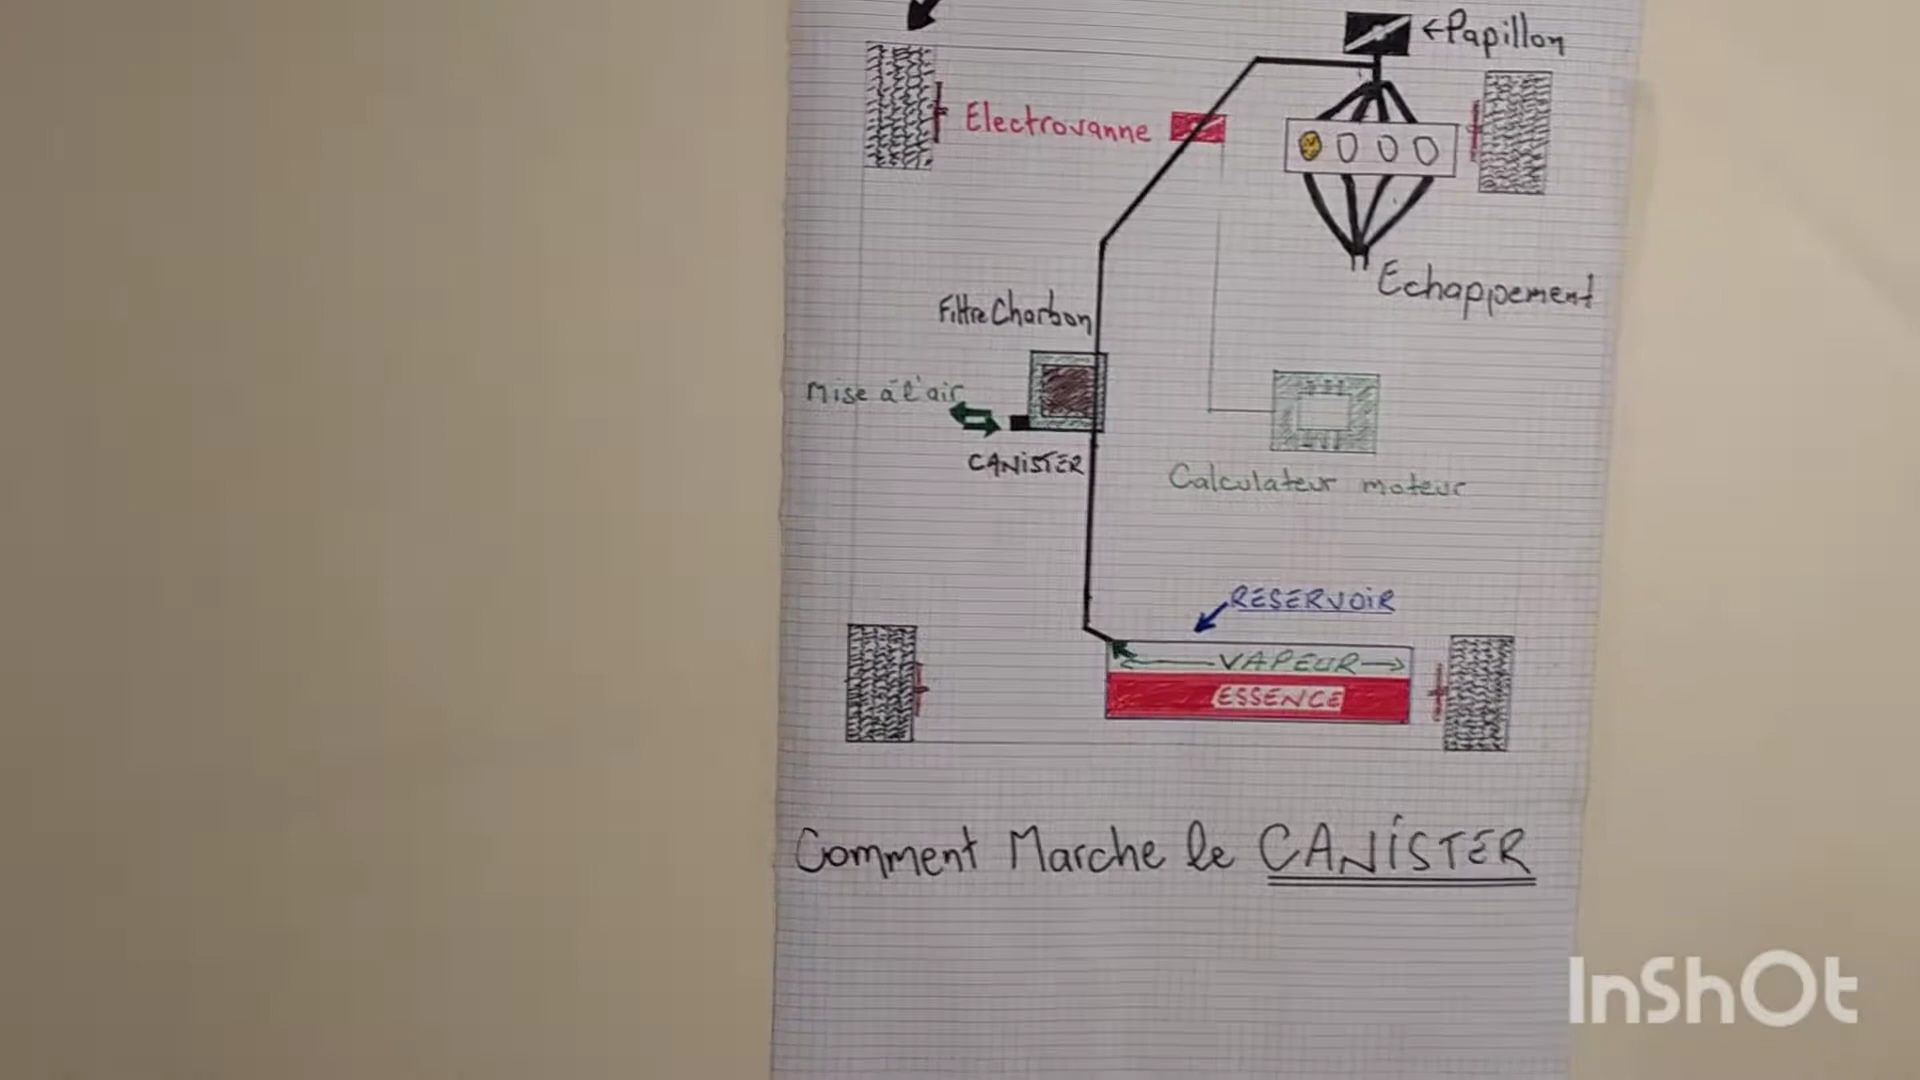 ←Papillon
Electrovanne
Echappement
Filtre Charbon
Mise à l'air
CANISTER
Calculateur moteur
RESERVOIR
VAPEUR
ESSENCE
Comment Marche le CANISTER
InShOt